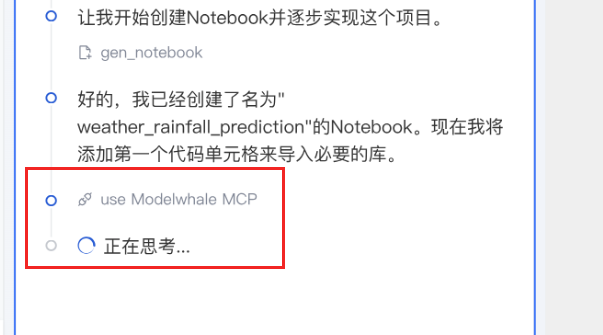 让我开始创建Notebook并逐步实现这个项目。
gen_notebook
好的，我已经创建了名为"
weather_rainfall_prediction"的Notebook。现在我将
添加第一个代码单元格来导入必要的库。
use Modelwhale MCP
正在思考...